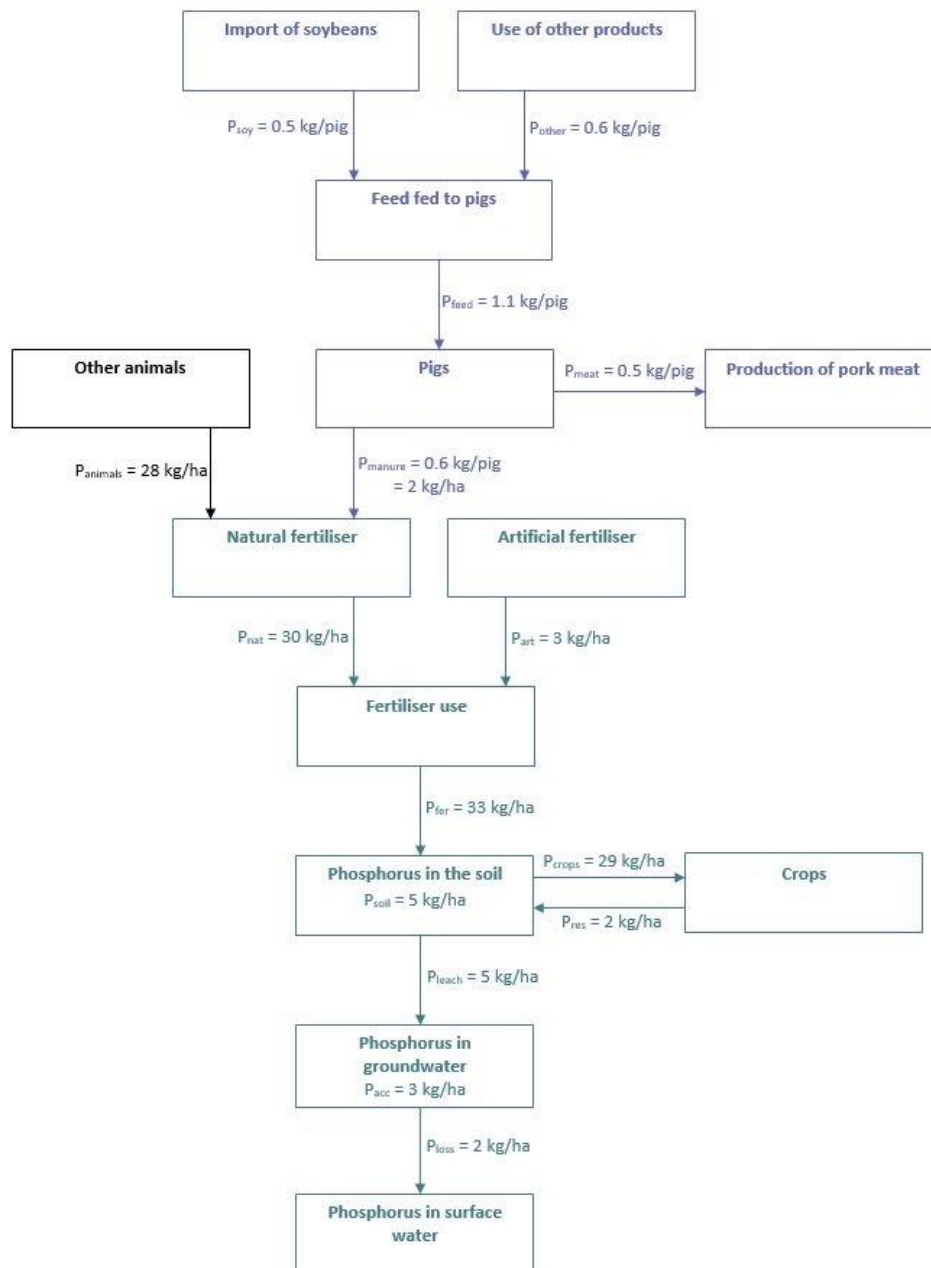 Import of soybeans
Use of other products
Psoy = 0.5 kg/pig
Pother = 0.6 kg/pig
Feed fed to pigs
Pfeed = 1.1 kg/pig
Other animals
Pigs
Pmeat = 0.5 kg/pig
Production of pork meat
Panimals = 28 kg/ha
Pmanure = 0.6 kg/pig
= 2 kg/ha
Natural fertiliser
Artificial fertiliser
Pnat = 30 kg/ha
Part = 3 kg/ha
Fertiliser use
Pfer = 33 kg/ha
Phosphorus in the soil
Psoil = 5 kg/ha
Pcrops = 29 kg/ha
Crops
Pres = 2 kg/ha
Pleach = 5 kg/ha
Phosphorus in
groundwater
Pacc = 3 kg/ha
Ploss = 2 kg/ha
Phosphorus in surface
water